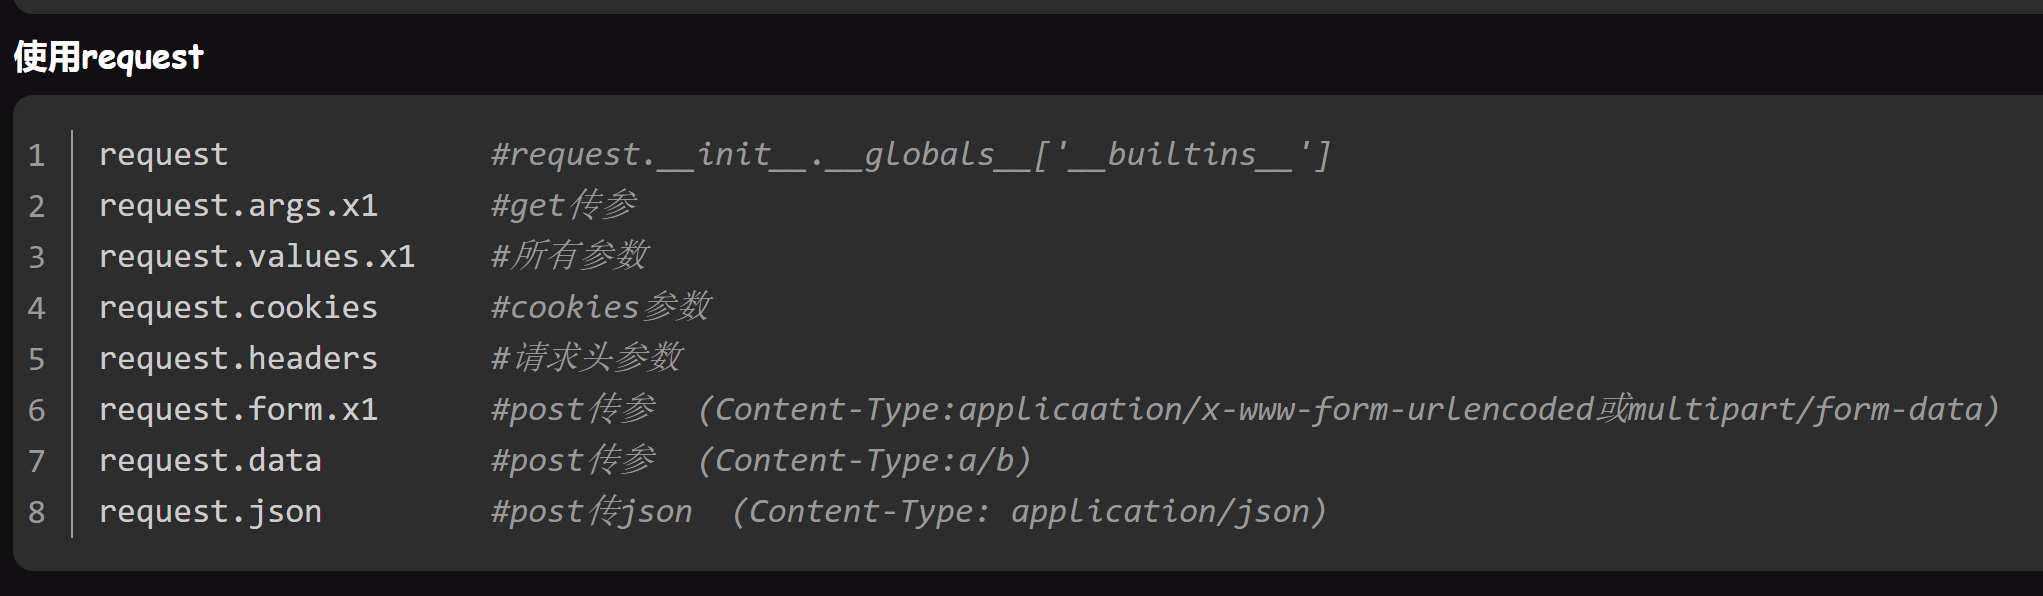 使用request
1 request #request.__init__.__globals__['__builtins__']
2 request.args.x1 #get传参
3 request.values.x1 #所有参数
4 request.cookies #cookies参数
5 request.headers #请求头参数
6 request.form.x1 #post传参 (Content-Type:applicaation/x-www-form-urlencoded或multipart/form-data)
7 request.data #post传参 (Content-Type:a/b)
8 request.json #post传json (Content-Type: application/json)